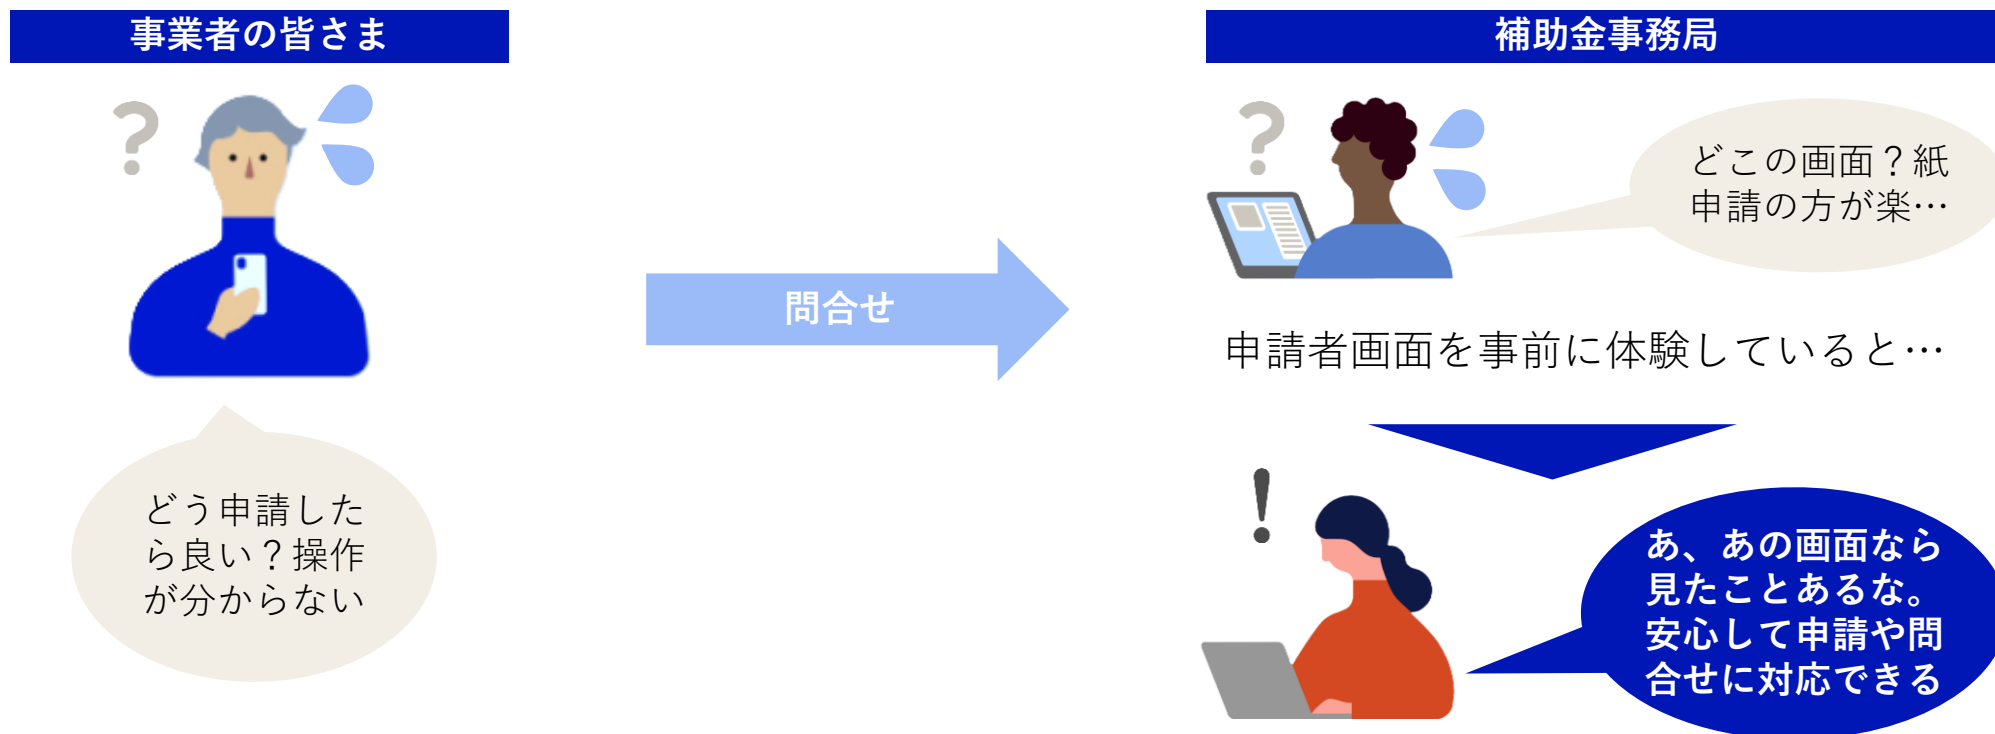 事業者の皆さま
?
どう申請した
ら良い？操作
が分からない
問合せ
補助金事務局
?
どこの画面？紙
申請の方が楽…
申請者画面を事前に体験していると…
!
あ、あの画面なら
見たことあるな。
安心して申請や問
合せに対応できる